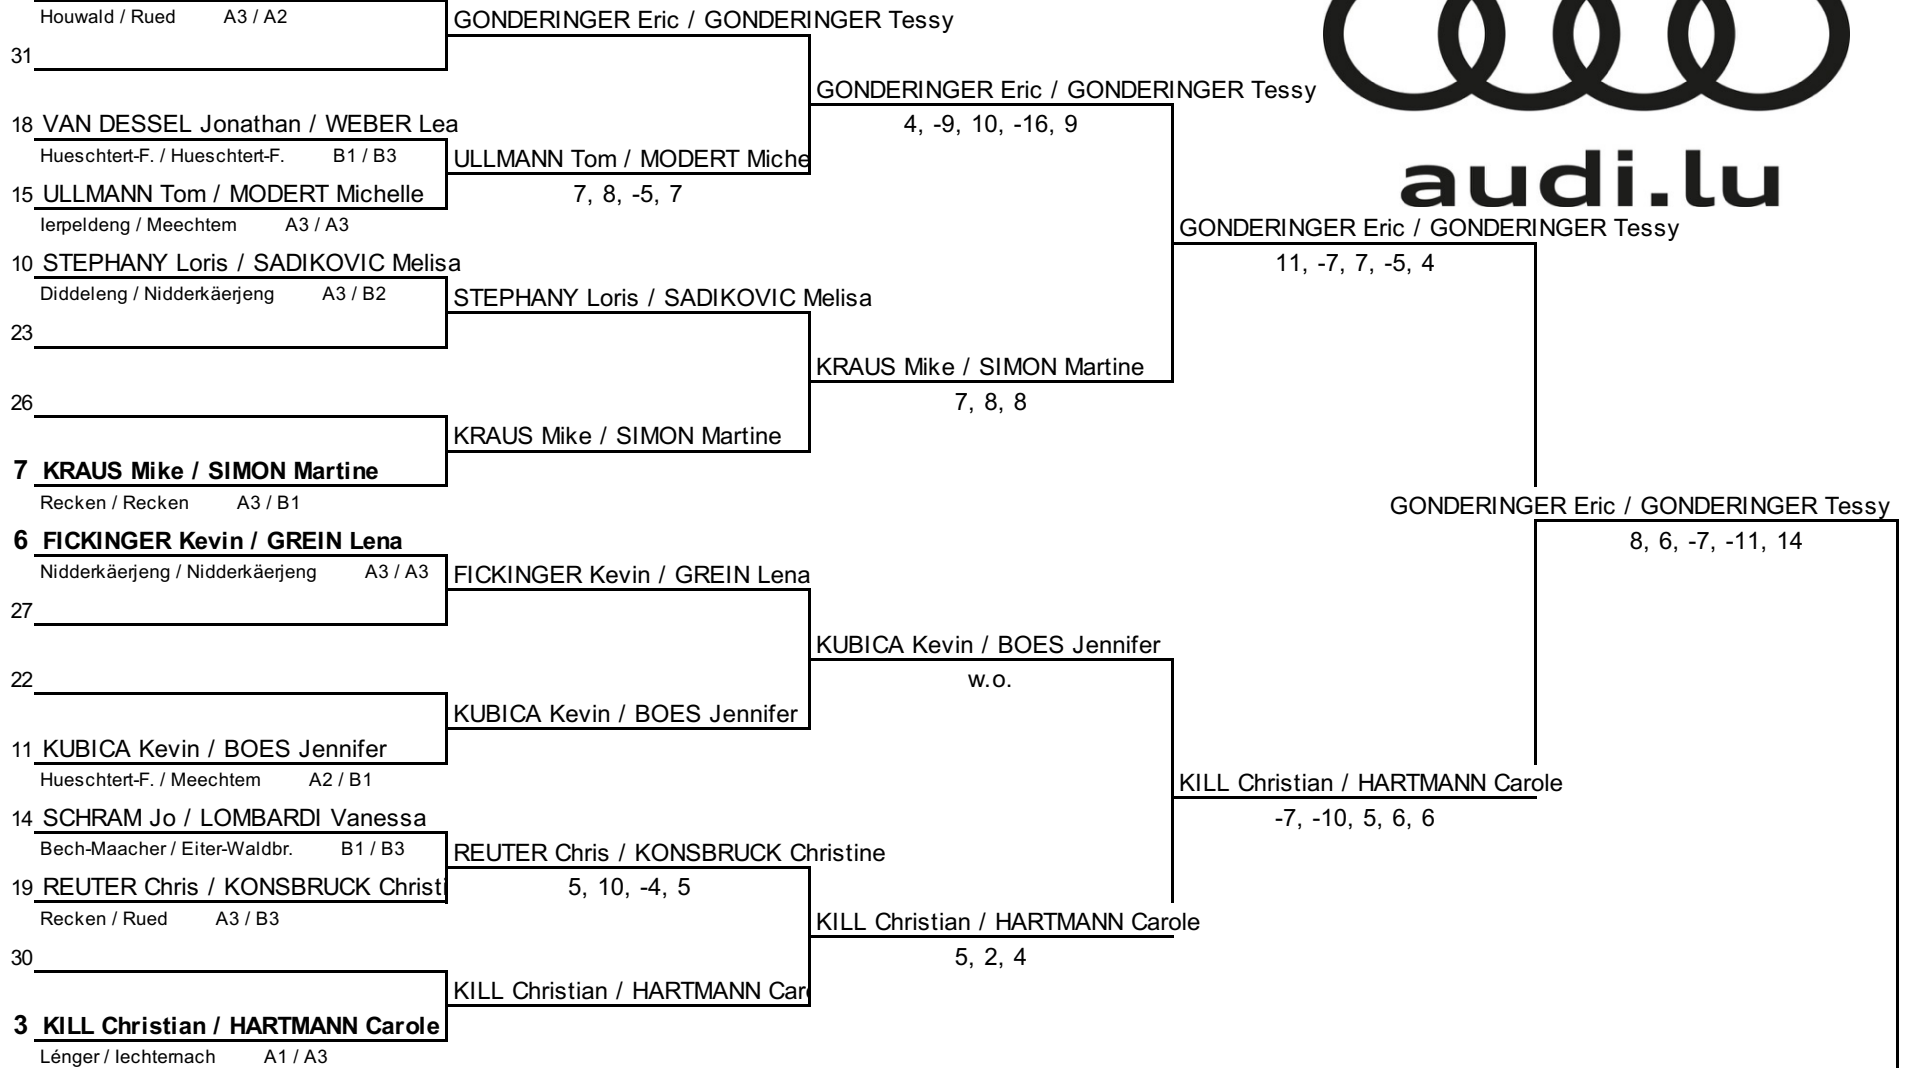 Houwald / Rued A3 / A2
GONDERINGER Eric / GONDERINGER Tessy
31
GONDERINGER Eric / GONDERINGER Tessy
4, -9, 10, -16, 9
18 VAN DESSEL Jonathan / WEBER Lea
Hueschtert-F. / Hueschtert-F. B1 / B3
ULLMANN Tom / MODERT Miche
7, 8, -5, 7
15 ULLMANN Tom / MODERT Michelle
Ierpeldeng / Meechtem A3 / A3
audi.lu
GONDERINGER Eric / GONDERINGER Tessy
11, -7, 7, -5, 4
10 STEPHANY Loris / SADIKOVIC Melisa
Diddeleng / Nidderkäerjeng A3 / B2
STEPHANY Loris / SADIKOVIC Melisa
23
KRAUS Mike / SIMON Martine
7, 8, 8
26
KRAUS Mike / SIMON Martine
7 KRAUS Mike / SIMON Martine
Recken / Recken A3 / B1
GONDERINGER Eric / GONDERINGER Tessy
8, 6, -7, -11, 14
6 FICKINGER Kevin / GREIN Lena
Nidderkäerjeng / Nidderkäerjeng A3 / A3
FICKINGER Kevin / GREIN Lena
27
KUBICA Kevin / BOES Jennifer
w.o.
22
KUBICA Kevin / BOES Jennifer
11 KUBICA Kevin / BOES Jennifer
Hueschtert-F. / Meechtem A2 / B1
KILL Christian / HARTMANN Carole
-7, -10, 5, 6, 6
14 SCHRAM Jo / LOMBARDI Vanessa
Bech-Maacher / Eiter-Waldbr. B1 / B3
REUTER Chris / KONSBRUCK Christine
5, 10, -4, 5
19 REUTER Chris / KONSBRUCK Christi
Recken / Rued A3 / B3
KILL Christian / HARTMANN Carole
5, 2, 4
30
KILL Christian / HARTMANN Car
3 KILL Christian / HARTMANN Carole
Lénger / Iechternach A1 / A3